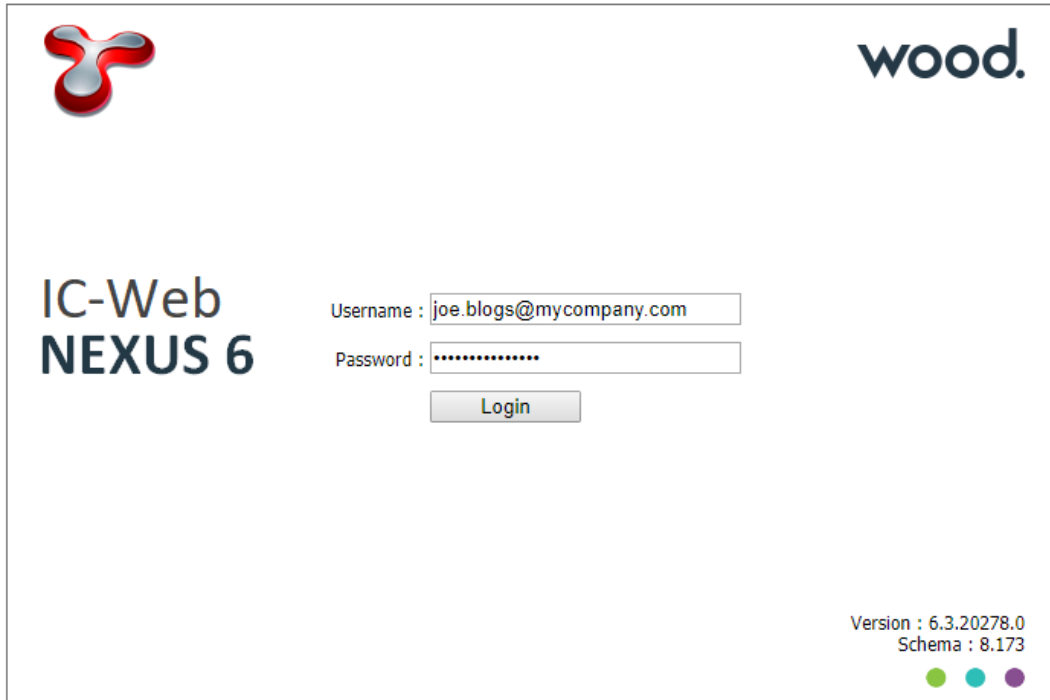 wood.
IC-Web
NEXUS 6
Username : joe.blogs@mycompany.com
Password : •••••••••••••••
Login
Version : 6.3.20278.0
Schema : 8.173